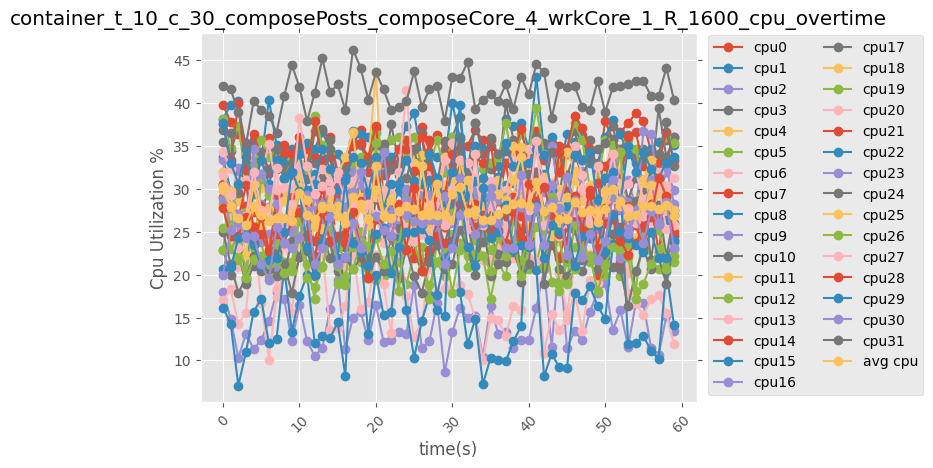 container_t_10_c_30_composePosts_composeCore_4_wrkCore_1_R_1600_cpu_overtime
45
40
35
30
25
20
15
10
Cpu Utilization %
0
10
20
30
40
50
60
time(s)
cpu0
cpu1
cpu2
cpu3
cpu4
cpu5
cpu6
cpu7
cpu8
cpu9
cpu10
cpu11
cpu12
cpu13
cpu14
cpu15
cpu16
cpu17
cpu18
cpu19
cpu20
cpu21
cpu22
cpu23
cpu24
cpu25
cpu26
cpu27
cpu28
cpu29
cpu30
cpu31
avg cpu